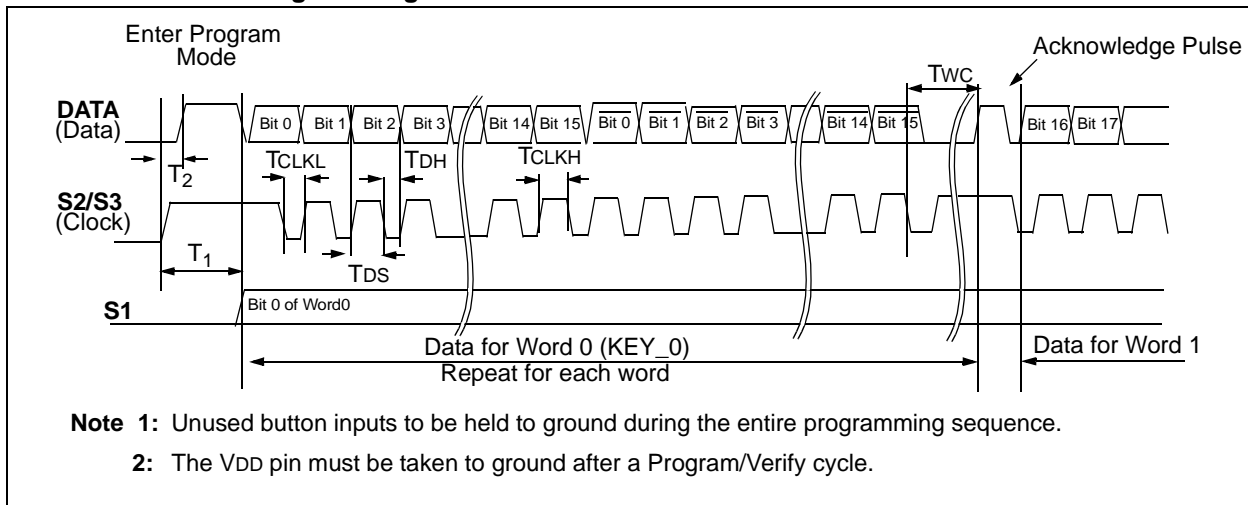 Enter Program
Mode
Acknowledge Pulse
TWC
DATA
(Data)
Bit 0 Bit 1 Bit 2 Bit 3 Bit 14 Bit 15 Bit 0 Bit 1 Bit 2 Bit 3 Bit 14 Bit 15 Bit 16 Bit 17
T2
TCLKL
TDH
TCLKH
S2/S3
(Clock)
T1
TDS
Bit 0 of Word0
S1
Data for Word 0 (KEY_0)
Repeat for each word
Data for Word 1
Note 1: Unused button inputs to be held to ground during the entire programming sequence.
2: The VDD pin must be taken to ground after a Program/Verify cycle.